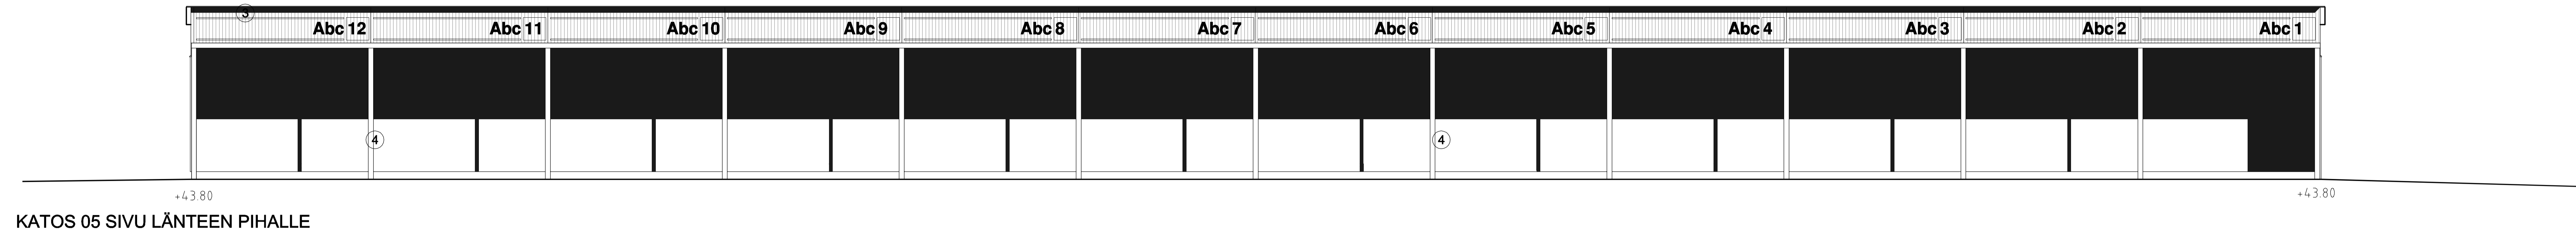 3
Abc 12 Abc 11 Abc 10 Abc 9 Abc 8 Abc 7 Abc 6 Abc 5 Abc 4 Abc 3 Abc 2 Abc 1
4 4
+43.80 +43.80
KATOS 05 SIVU LÄNTEEN PIHALLE